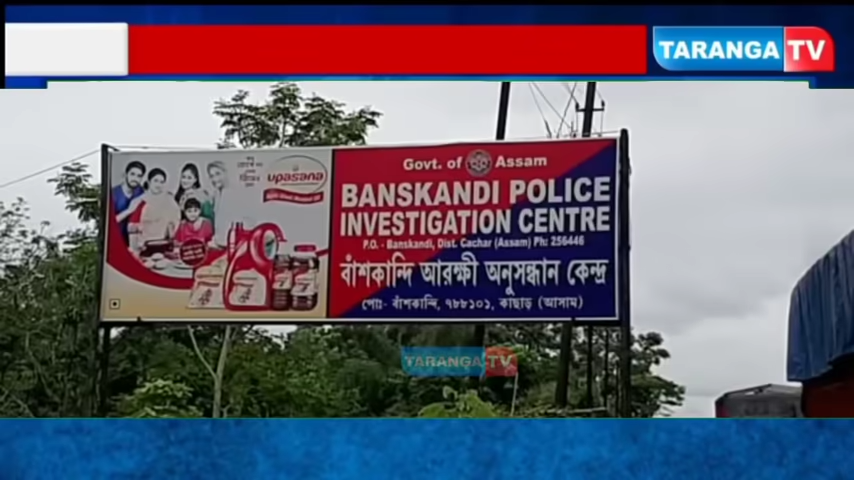 TARANGA TV
Govt. of Assam
BANSKANDI POLICE
INVESTIGATION CENTRE
P.O. - Banskandi, Dist. Cachar (Assam) Ph: 256446
বাঁশকান্দি আরক্ষী অনুসন্ধান কেন্দ্র
পোঃ- বাঁশকান্দি, ৭৮৮১০১, কাছাড় (আসাম)
upasana
TARANGA TV